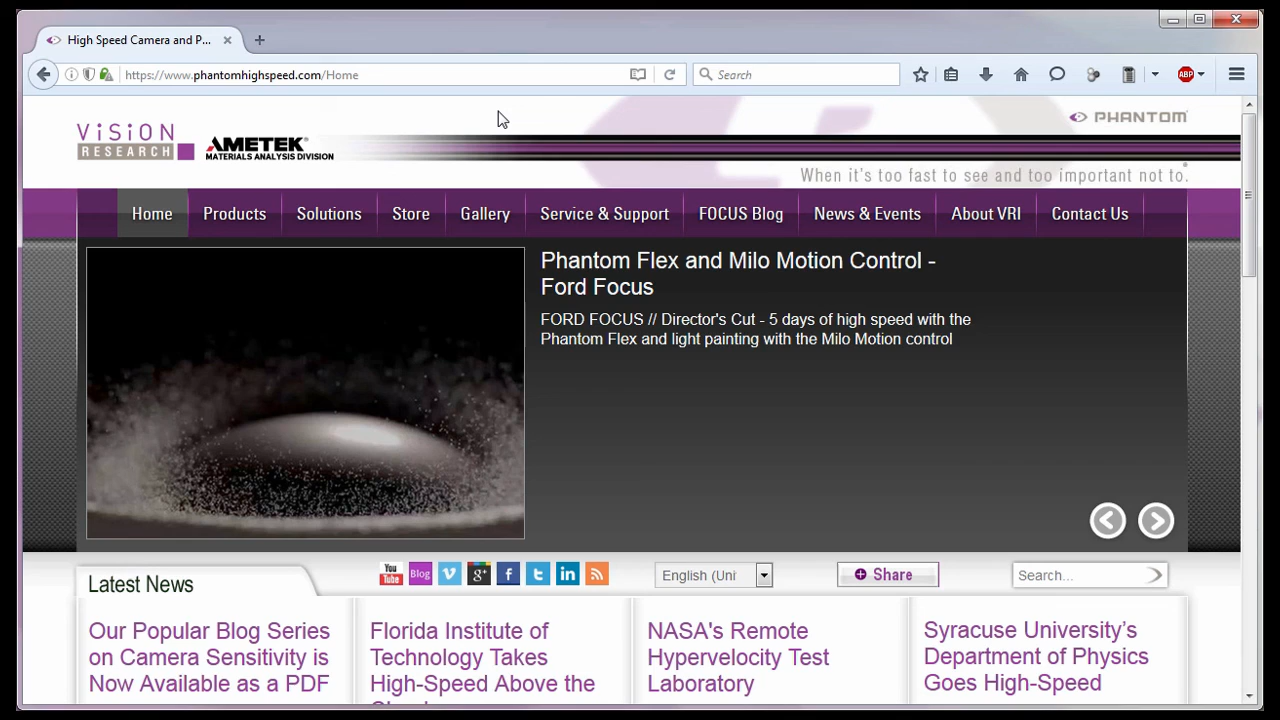 High Speed Camera and P...
https://www.phantomhighspeed.com/Home
Search
ABP
ViSiON
RESEARCH
AMETEK®
MATERIALS ANALYSIS DIVISION
PHANTOM
When it's too fast to see and too important not to.
Home
Products
Solutions
Store
Gallery
Service & Support
FOCUS Blog
News & Events
About VRI
Contact Us
Phantom Flex and Milo Motion Control -
Ford Focus
FORD FOCUS // Director's Cut - 5 days of high speed with the
Phantom Flex and light painting with the Milo Motion control
Latest News
You
Tube
Blog
g+
in
English (Uni
Share
Search...
Our Popular Blog Series
on Camera Sensitivity is
Now Available as a PDF
Florida Institute of
Technology Takes
High-Speed Above the
NASA's Remote
Hypervelocity Test
Laboratory
Syracuse University’s
Department of Physics
Goes High-Speed